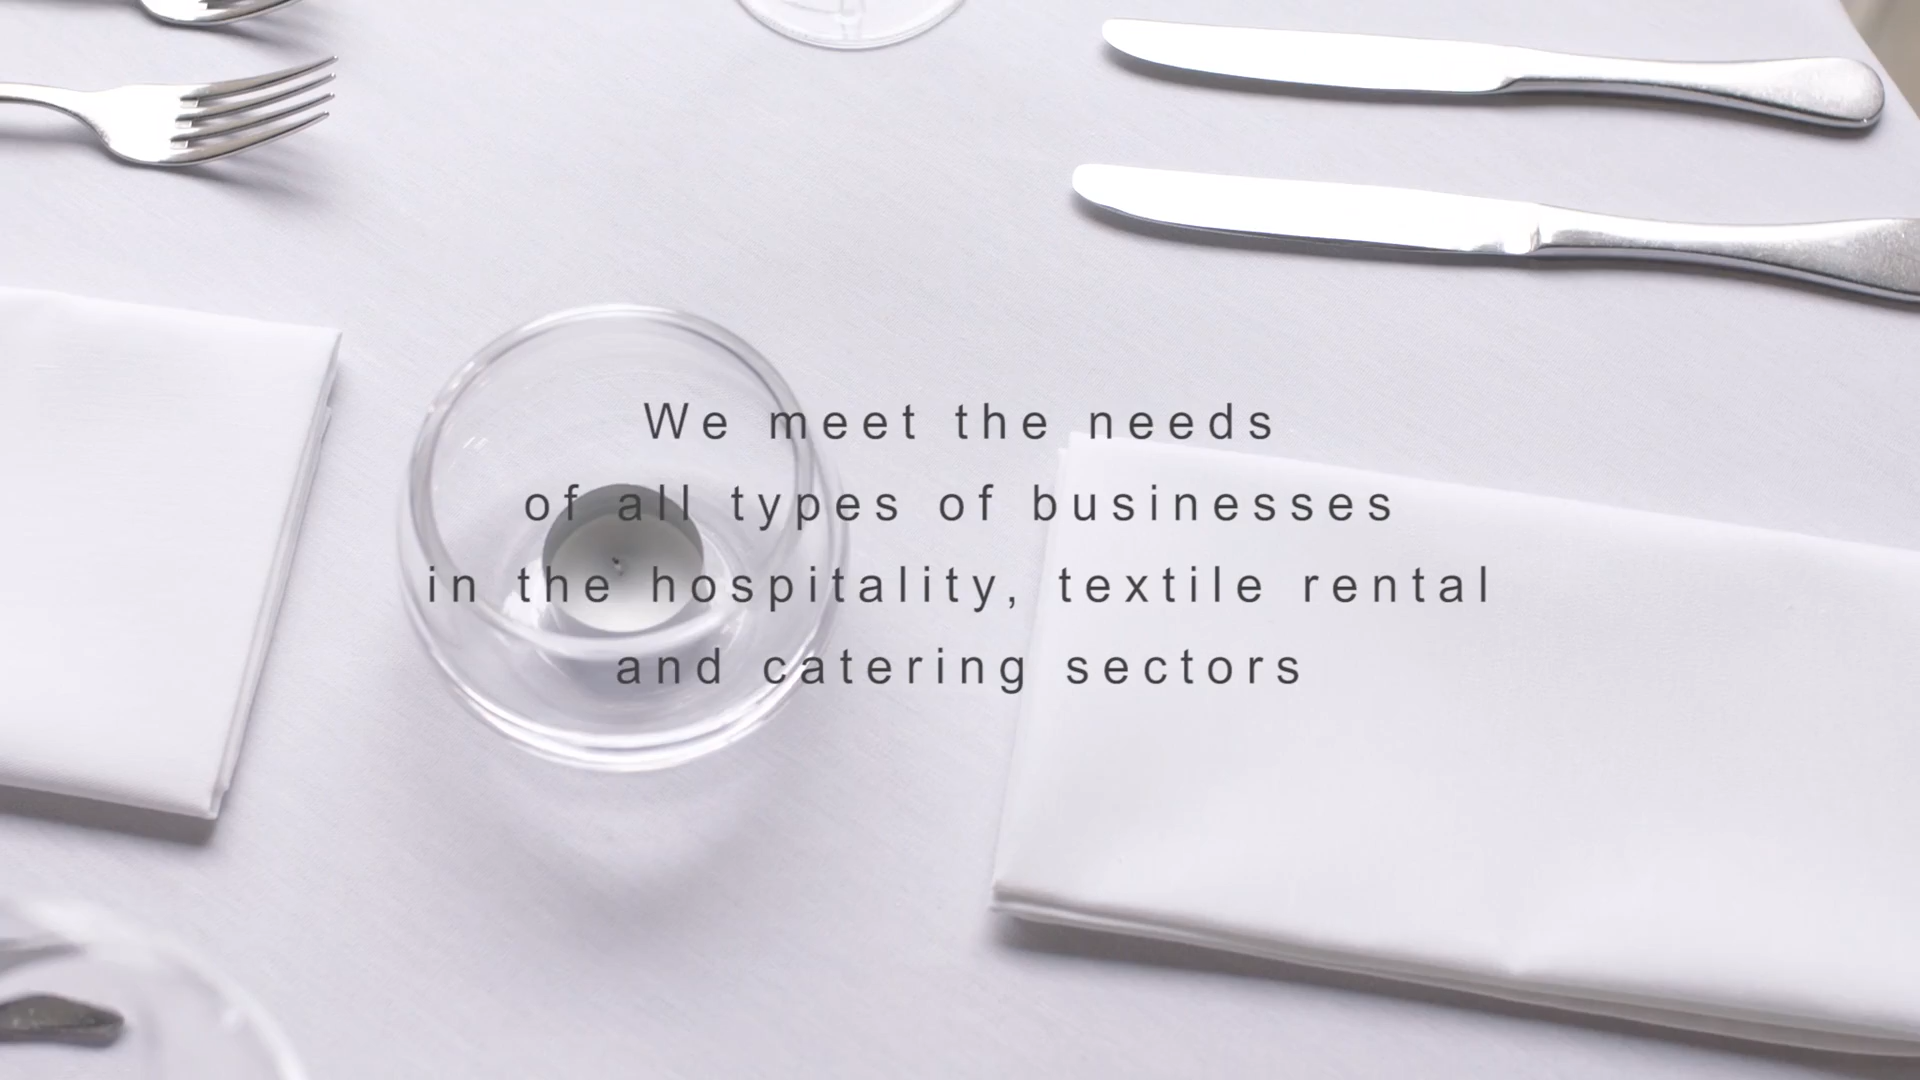 We meet the needs
of all types of businesses
in the hospitality, textile rental
and catering sectors